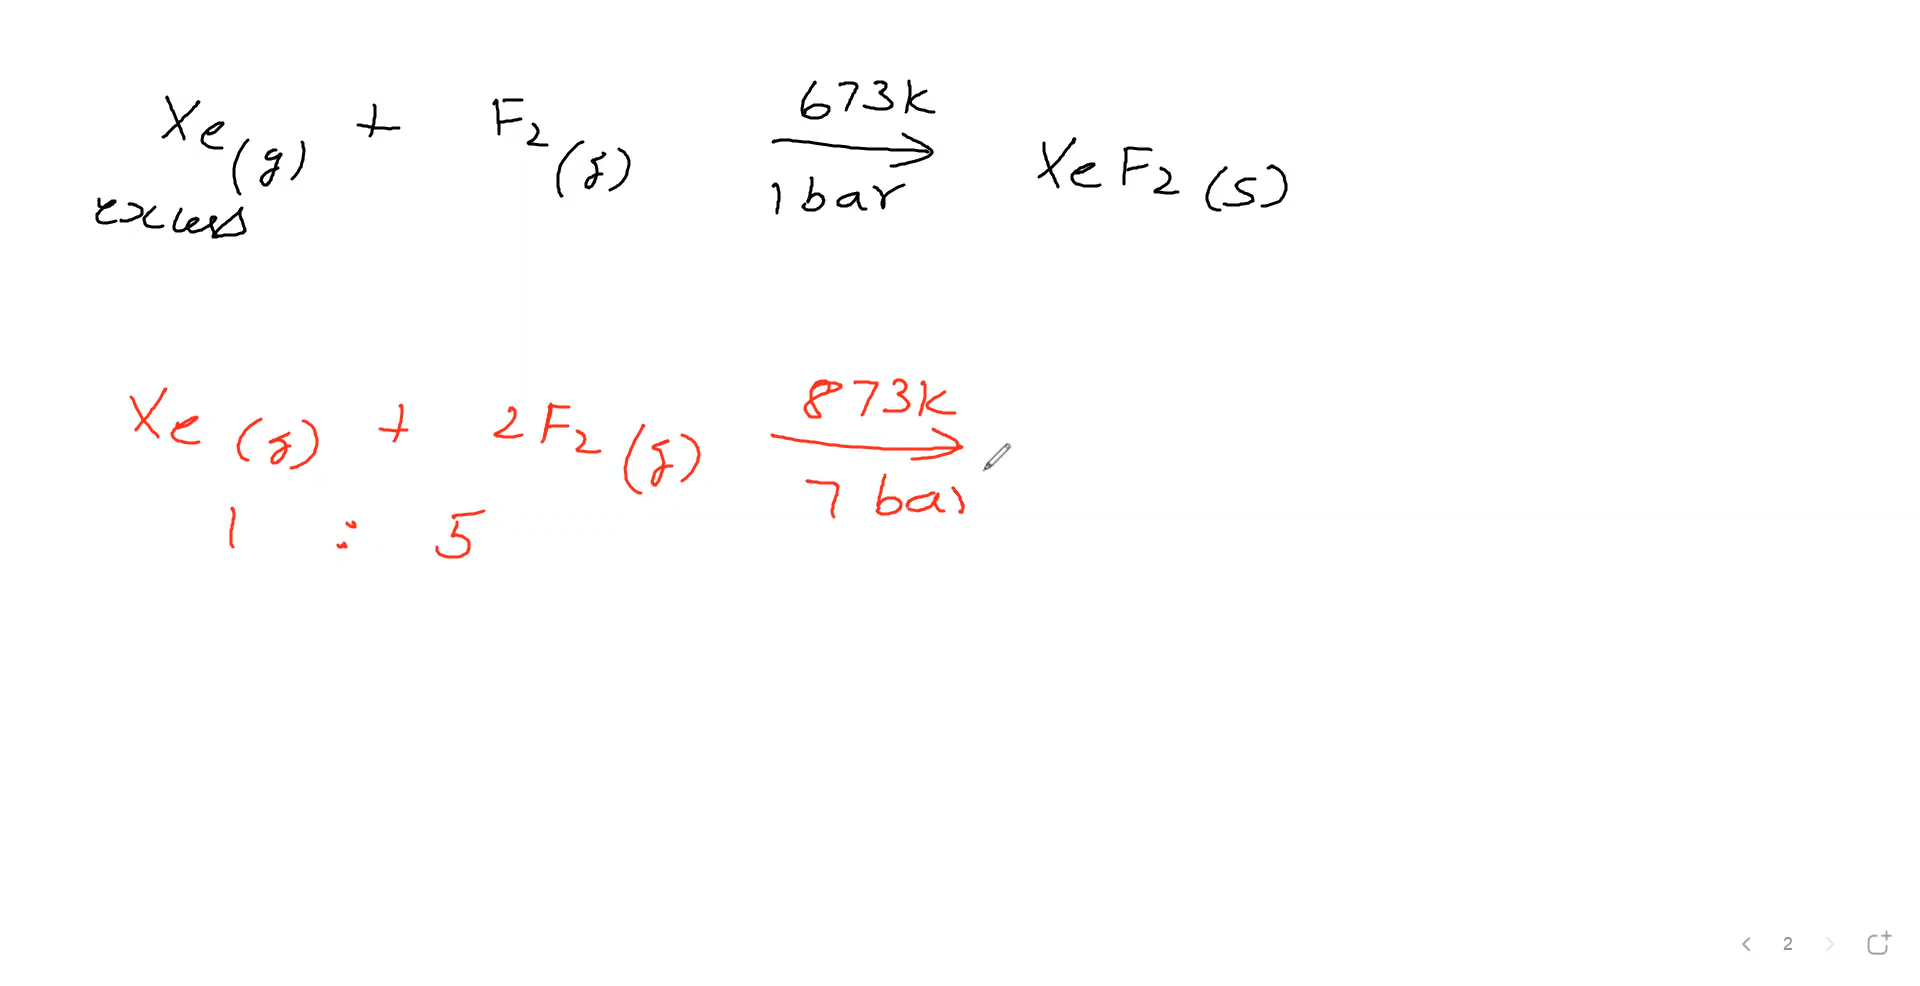 Xe(g) + F2(g) 673K XeF2(s)
excess 1 bar
Xe(g) + 2F2(g) 873K
1 : 5 7 bar
2